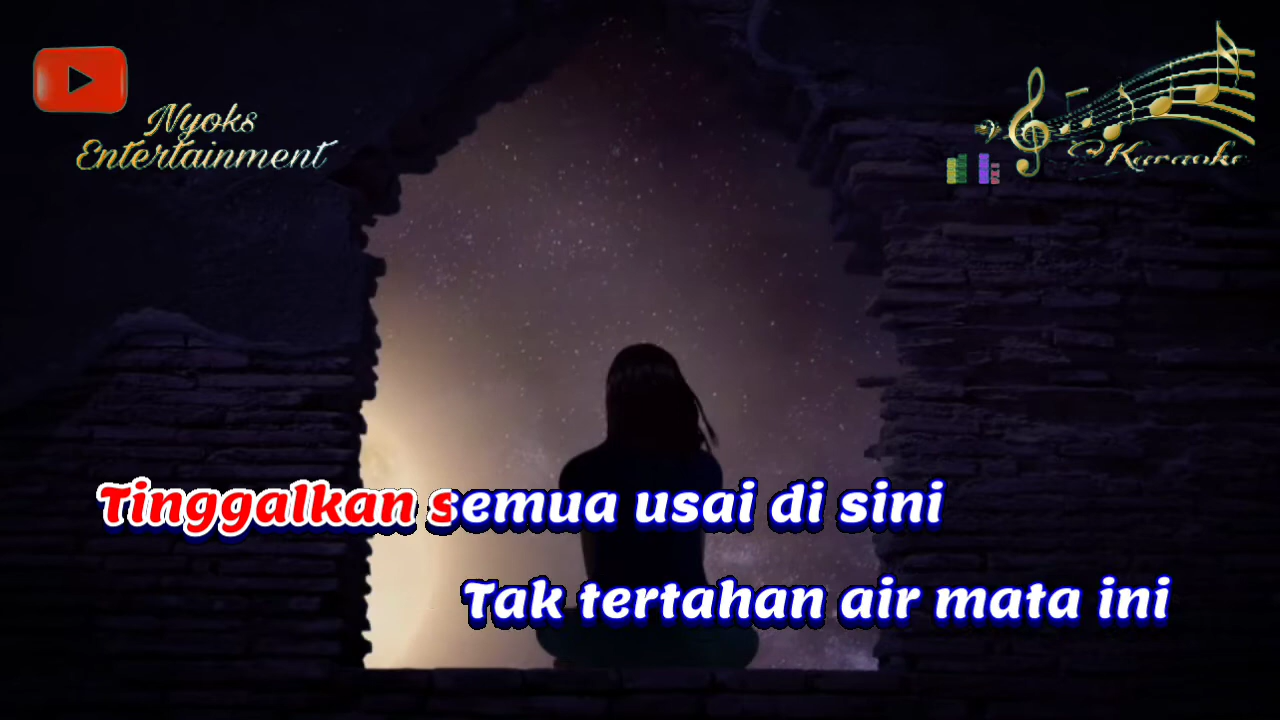 Nyoks
Entertainment
Karaoke
Tinggalkan semua usai di sini
Tak tertahan air mata ini